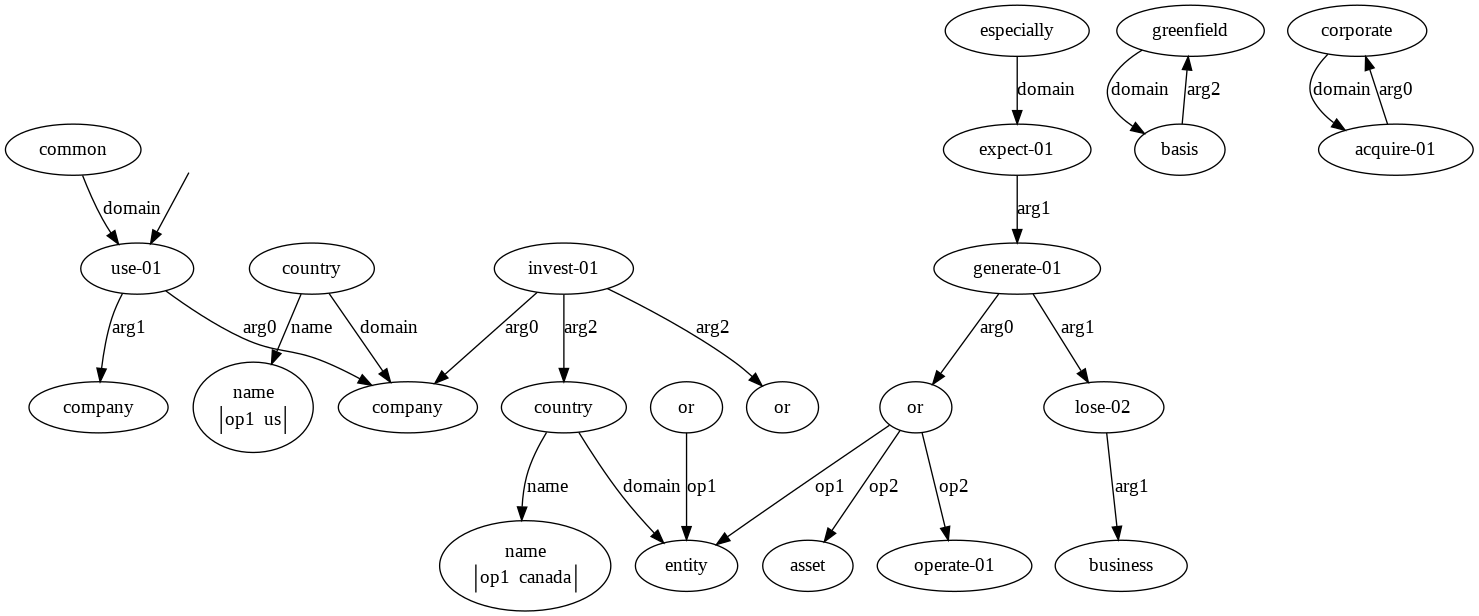 especially
greenfield
corporate
domain
domain
arg2
domain
arg0
common
expect-01
basis
acquire-01
domain
arg1
use-01
country
invest-01
generate-01
arg1
arg0
name
domain
arg0
arg2
arg2
arg0
arg1
company
name
op1 us
company
country
or
or
or
lose-02
name
domain
op1
op1
op2
op2
arg1
name
op1 canada
entity
asset
operate-01
business